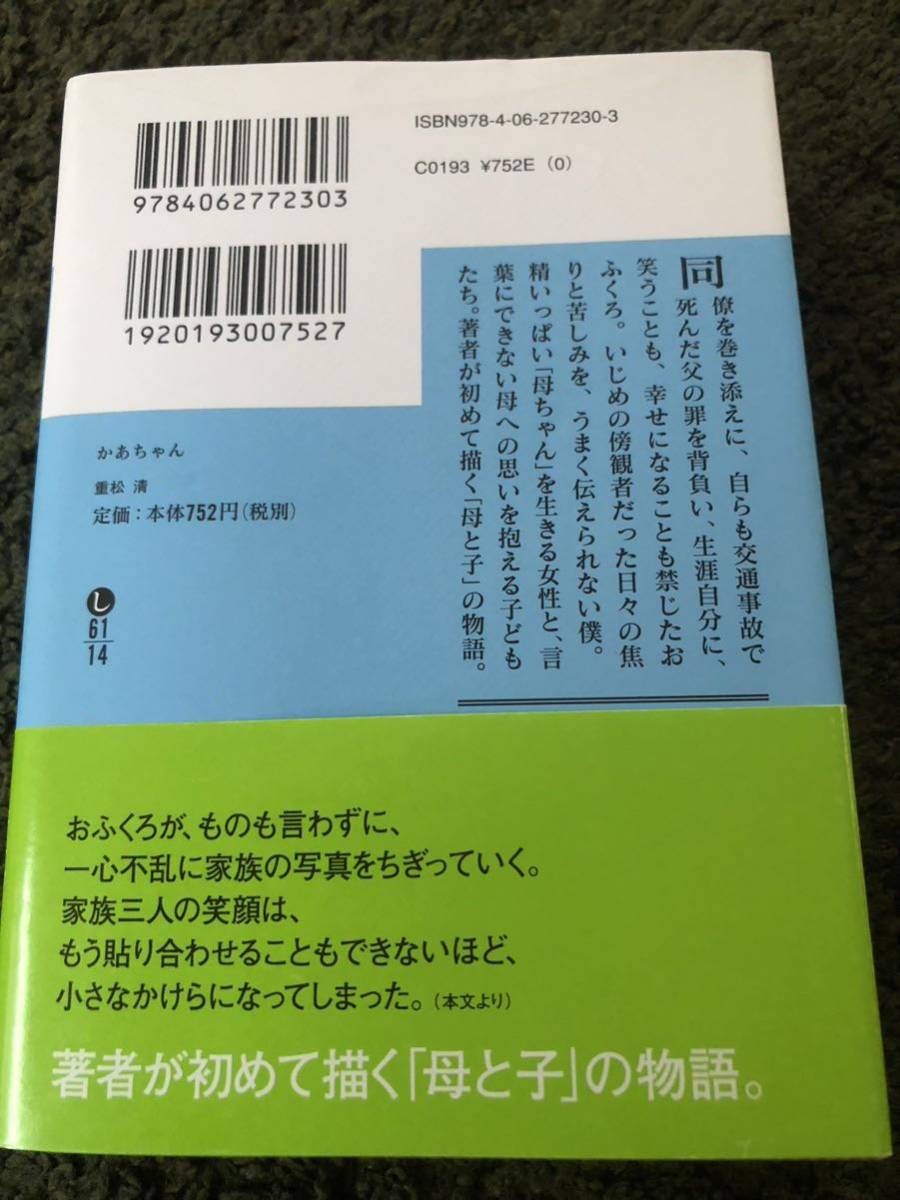 9784062772303
ISBN978-4-06-277230-3
C0193 ¥752E (0)
1920193007527
同僚を巻き添えに、自らも交通事故で
死んだ父の罪を背負い、生涯自分に、
笑うことも、幸せになることも禁じたお
ふくろ。いじめの傍観者だった日々の焦
りと苦しみを、うまく伝えられない僕。
精いっぱい「母ちゃん」を生きる女性と、言
葉にできない母への思いを抱える子ども
たち。著者が初めて描く「母と子」の物語。
かあちゃん
重松 清
定価：本体752円（税別）
し
61
14
おふくろが、ものも言わずに、
一心不乱に家族の写真をちぎっていく。
家族三人の笑顔は、
もう貼り合わせることもできないほど、
小さなかけらになってしまった。（本文より）
著者が初めて描く「母と子」の物語。